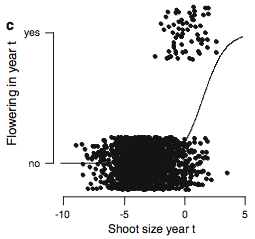 c
Flowering in year t
yes
no
-10 -5 0 5
Shoot size year t